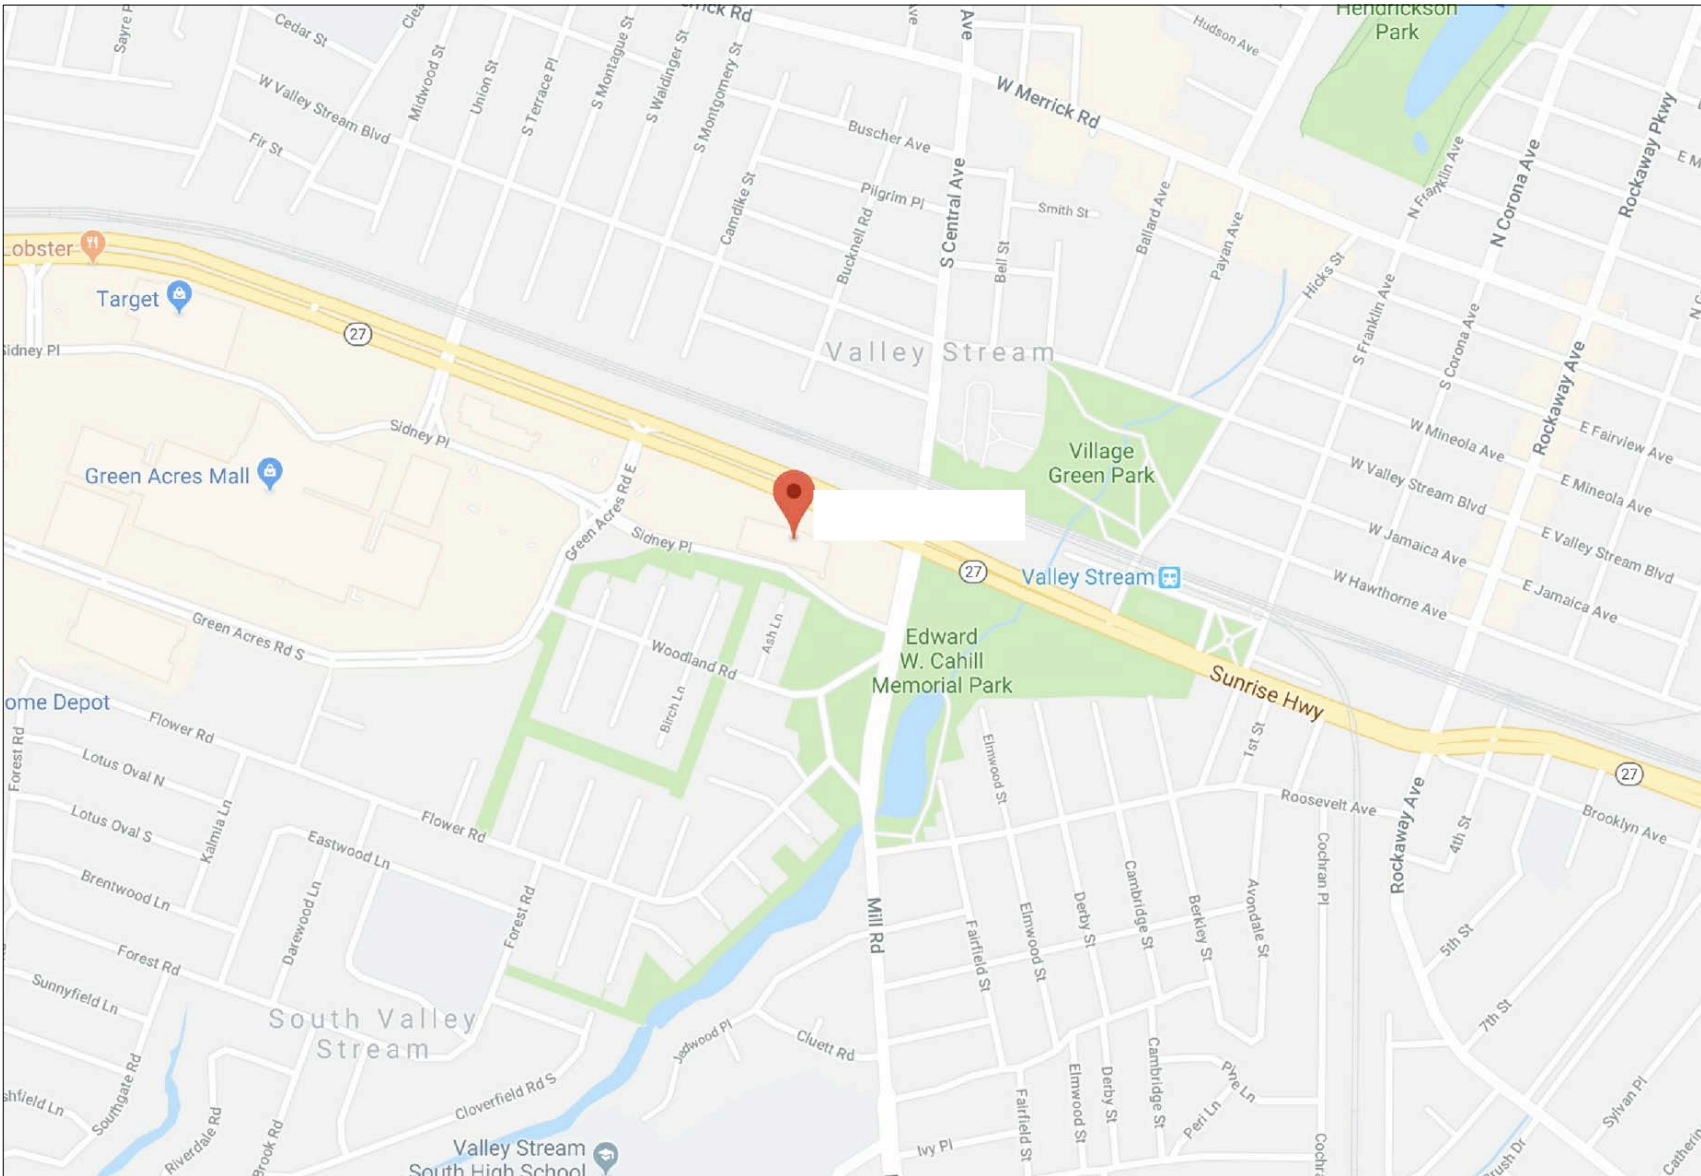 Hendrickson
Park
Sayre
Cedar St
Midwood St
Union St
S Terrace Pl
S Montague St
S Waldinger St
S Montgomery St
Ave
Hudson Ave
W Merrick Rd
W Valley Stream Blvd
Fir St
Buscher Ave
Pilgrim Pl
Camdike St
Bucknell Rd
S Central Ave
Smith St
Bell St
Ballard Ave
Payan Ave
Hicks St
N Franklin Ave
N Corona Ave
Rockaway Pkwy
Lobster
Target
27
Sidney Pl
Valley Stream
S Franklin Ave
S Corona Ave
Rockaway Ave
Sidney Pl
Green Acres Mall
Village
Green Park
W Mineola Ave
E Fairview Ave
W Valley Stream Blvd
E Mineola Ave
Green Acres Rd E
Sidney Pl
W Jamaica Ave
E Valley Stream Blvd
27
Valley Stream
W Hawthorne Ave
E Jamaica Ave
Green Acres Rd S
Ash Ln
Woodland Rd
Birch Ln
Edward
W. Cahill
Memorial Park
Sunrise Hwy
ome Depot
Flower Rd
Forest Rd
Lotus Oval N
Lotus Oval S
Kalmia Ln
Flower Rd
Elmwood St
1st St
27
Roosevelt Ave
Rockaway Ave
4th St
Brooklyn Ave
Eastwood Ln
Brentwood Ln
Darewood Ln
Forest Rd
Forest Rd
Mill Rd
Fairfield St
Elmwood St
Derby St
Cambridge St
Berkley St
Avondale St
Cochran Pl
5th St
Sunnyfield Ln
South Valley
Stream
7th St
Jedwood Pl
Cluett Rd
Southgate Rd
shfield Ln
Riverdale Rd
Brook Rd
Cloverfield Rd S
Fairfield St
Elmwood St
Derby St
Cambridge St
Pyle Ln
Peri Ln
Sylvan Pl
Ivy Pl
Valley Stream
South High School